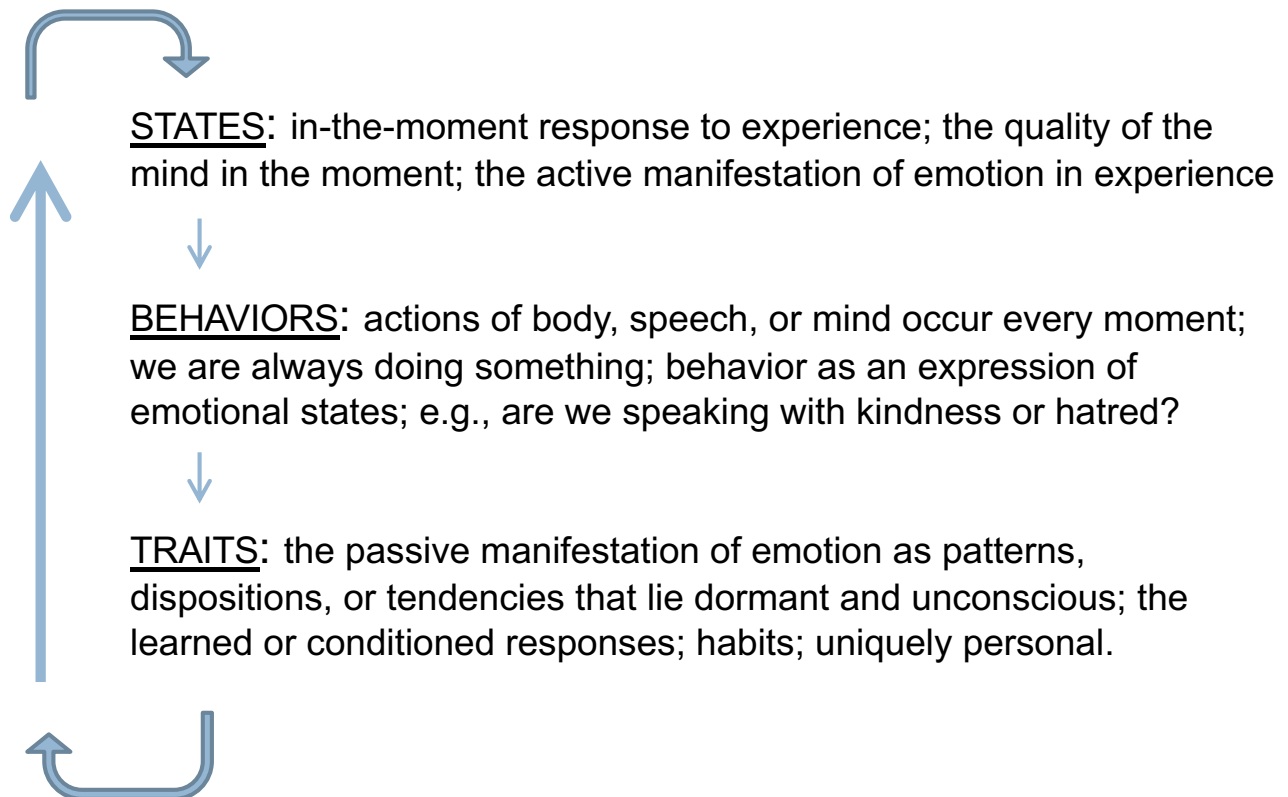 STATES: in-the-moment response to experience; the quality of the
mind in the moment; the active manifestation of emotion in experience
BEHAVIORS: actions of body, speech, or mind occur every moment;
we are always doing something; behavior as an expression of
emotional states; e.g., are we speaking with kindness or hatred?
TRAITS: the passive manifestation of emotion as patterns,
dispositions, or tendencies that lie dormant and unconscious; the
learned or conditioned responses; habits; uniquely personal.